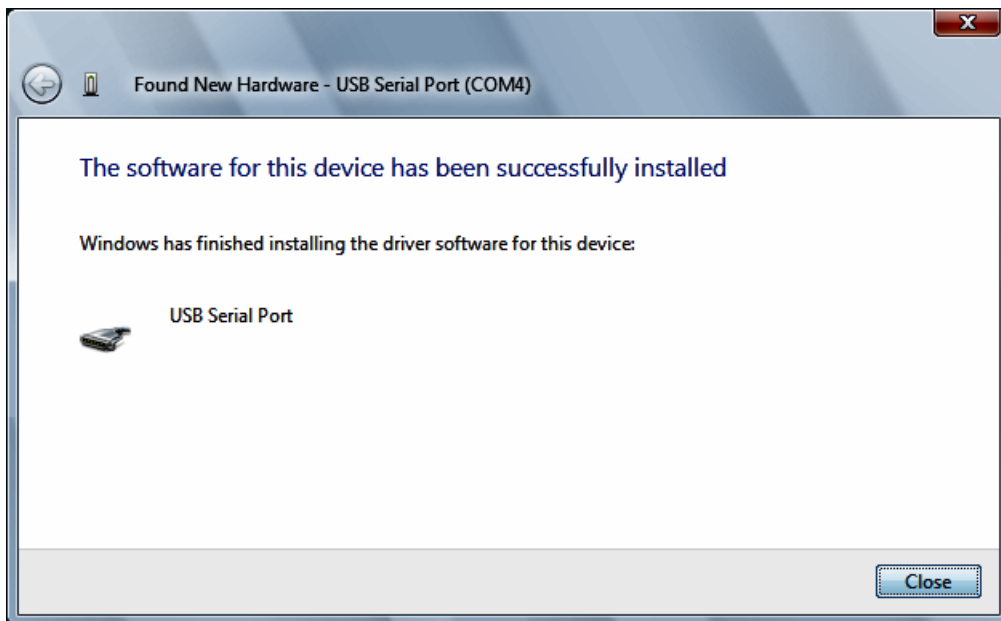 Found New Hardware - USB Serial Port (COM4)
The software for this device has been successfully installed
Windows has finished installing the driver software for this device:
USB Serial Port
Close